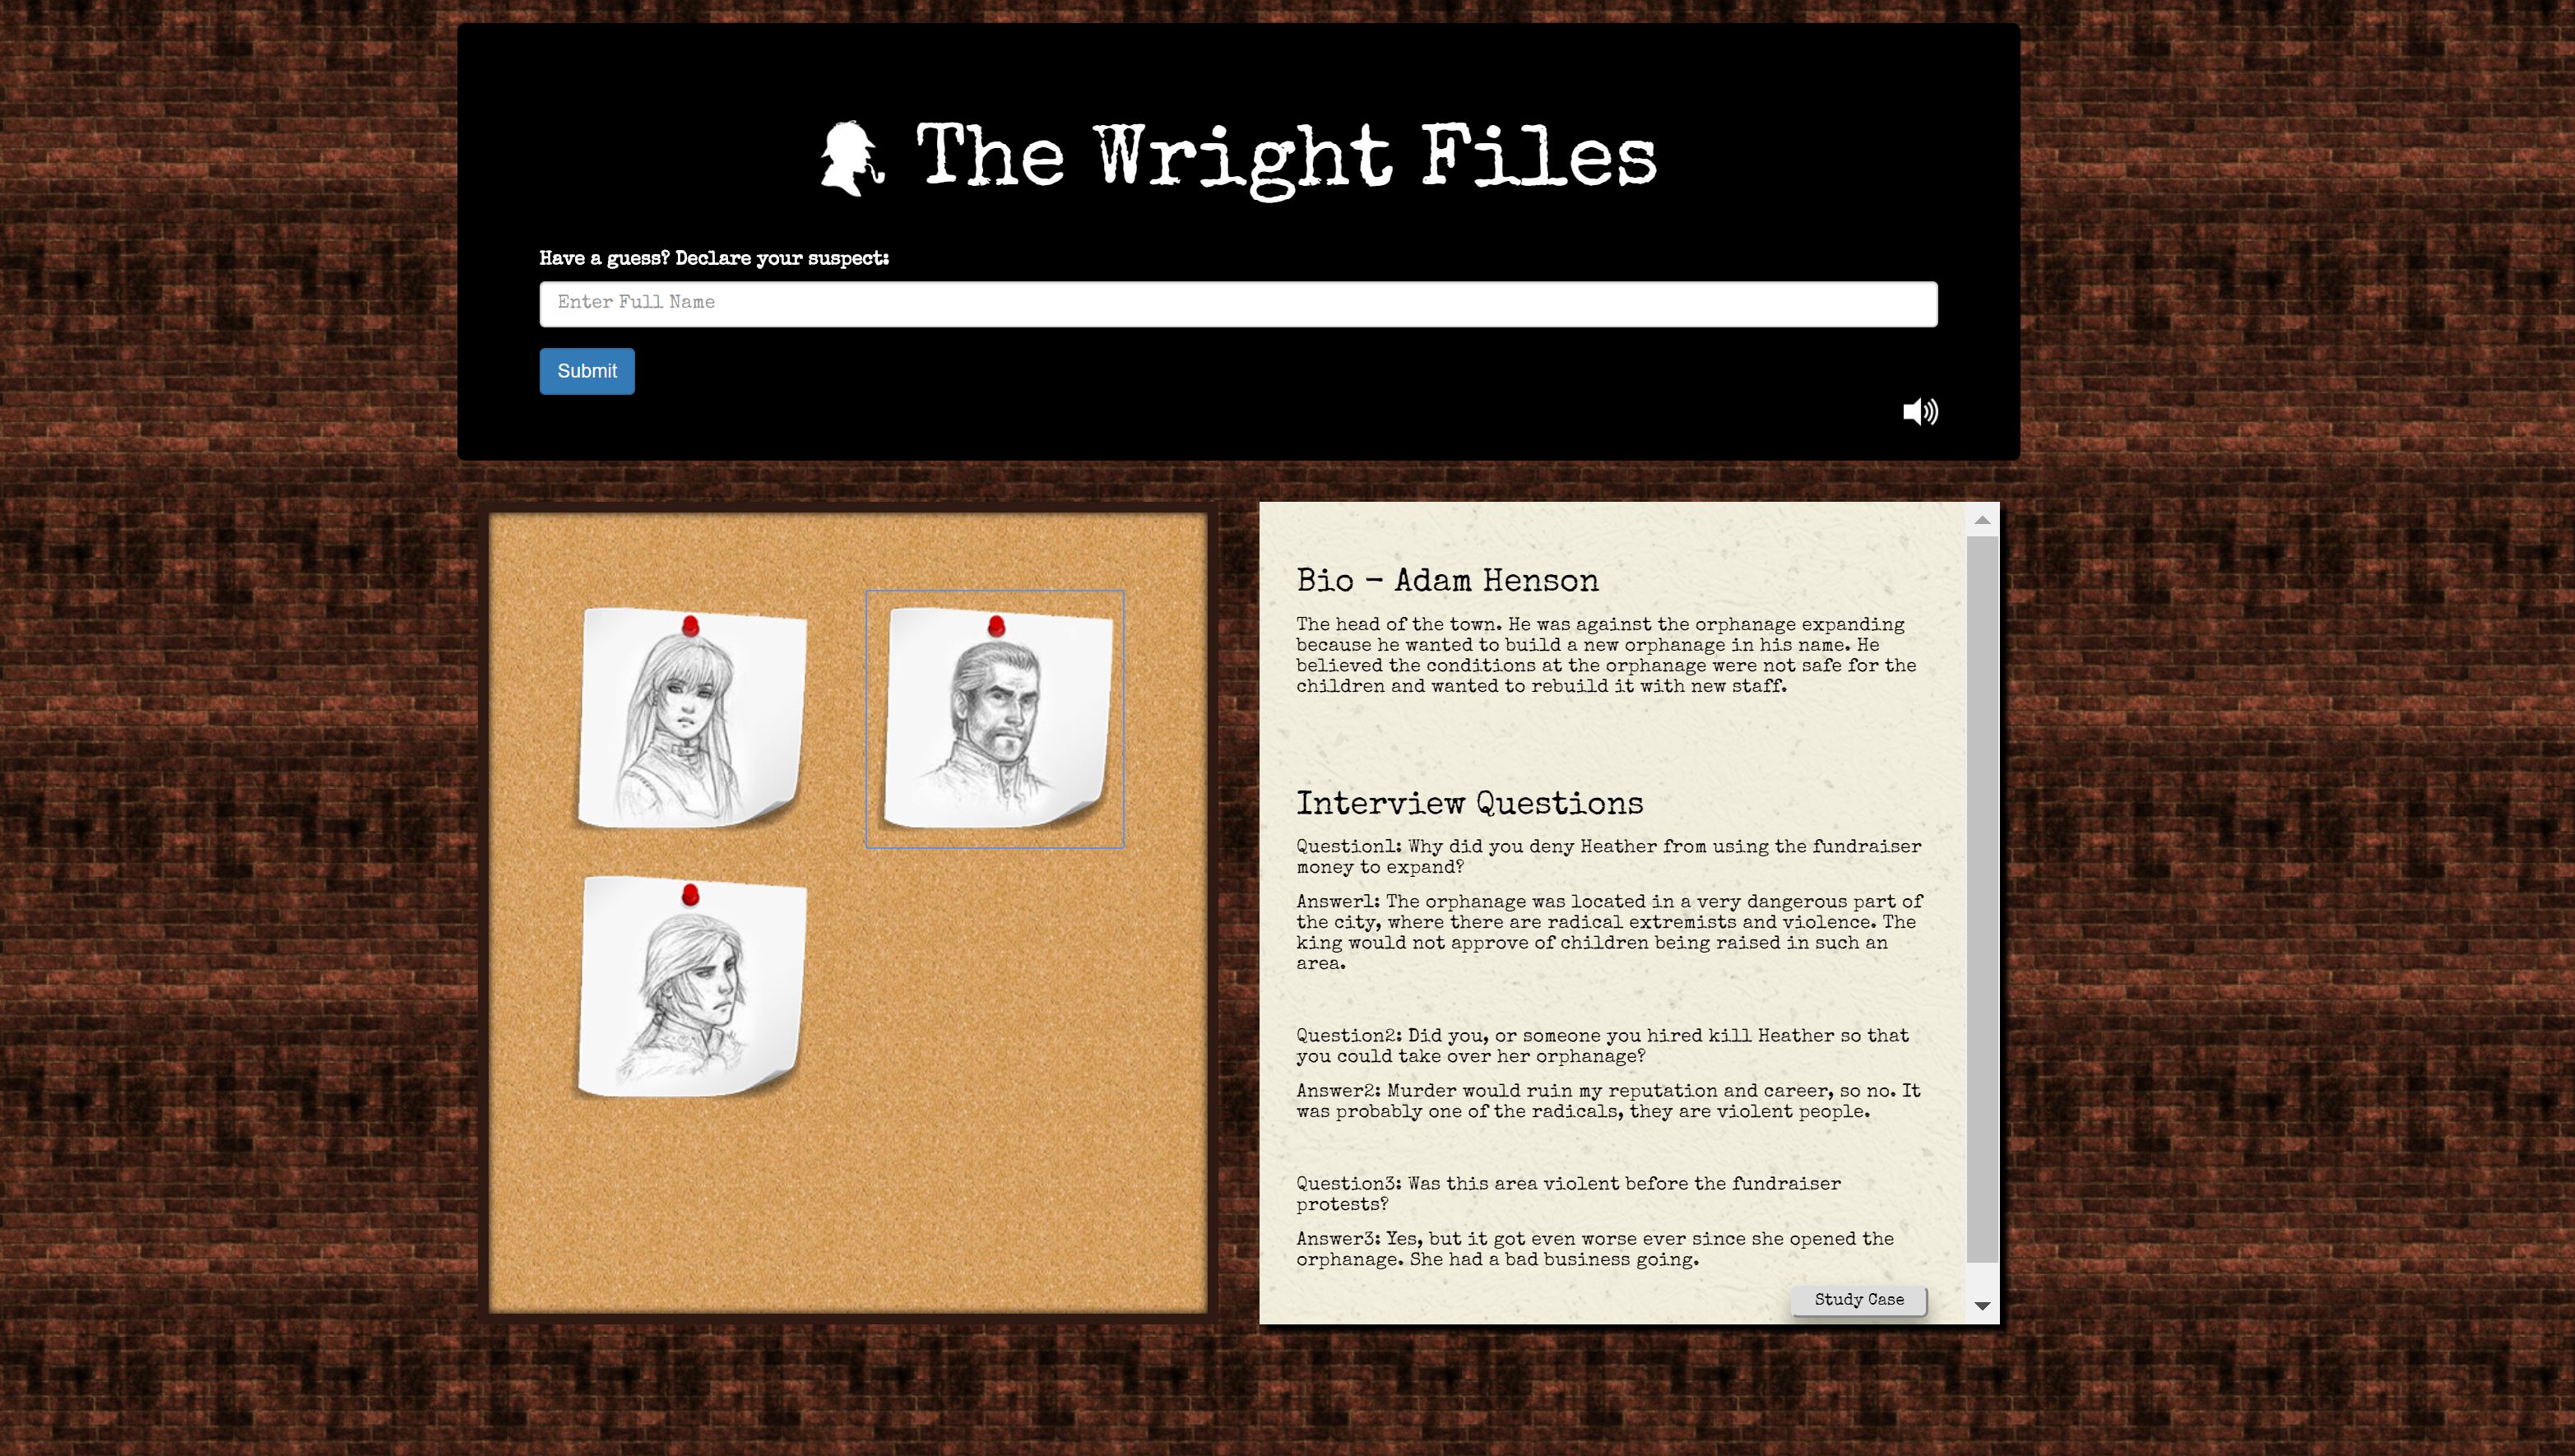 The Wright Files
Have a guess? Declare your suspect:
Enter Full Name
Submit
Bio - Adam Henson
The head of the town. He was against the orphanage expanding
because he wanted to build a new orphanage in his name. He
believed the conditions at the orphanage were not safe for the
children and wanted to rebuild it with new staff.
Interview Questions
Question1: Why did you deny Heather from using the fundraiser
money to expand?
Answer1: The orphanage was located in a very dangerous part of
the city, where there are radical extremists and violence. The
king would not approve of children being raised in such an
area.
Question2: Did you, or someone you hired kill Heather so that
you could take over her orphanage?
Answer2: Murder would ruin my reputation and career, so no. It
was probably one of the radicals, they are violent people.
Question3: Was this area violent before the fundraiser
protests?
Answer3: Yes, but it got even worse ever since she opened the
orphanage. She had a bad business going.
Study Case